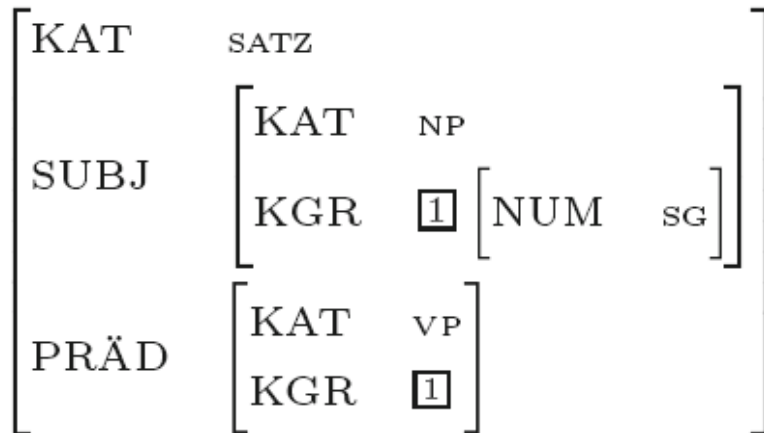 KAT SATZ
KAT NP
SUBJ
KGR 1 NUM SG
KAT VP
PRÄD
KGR 1